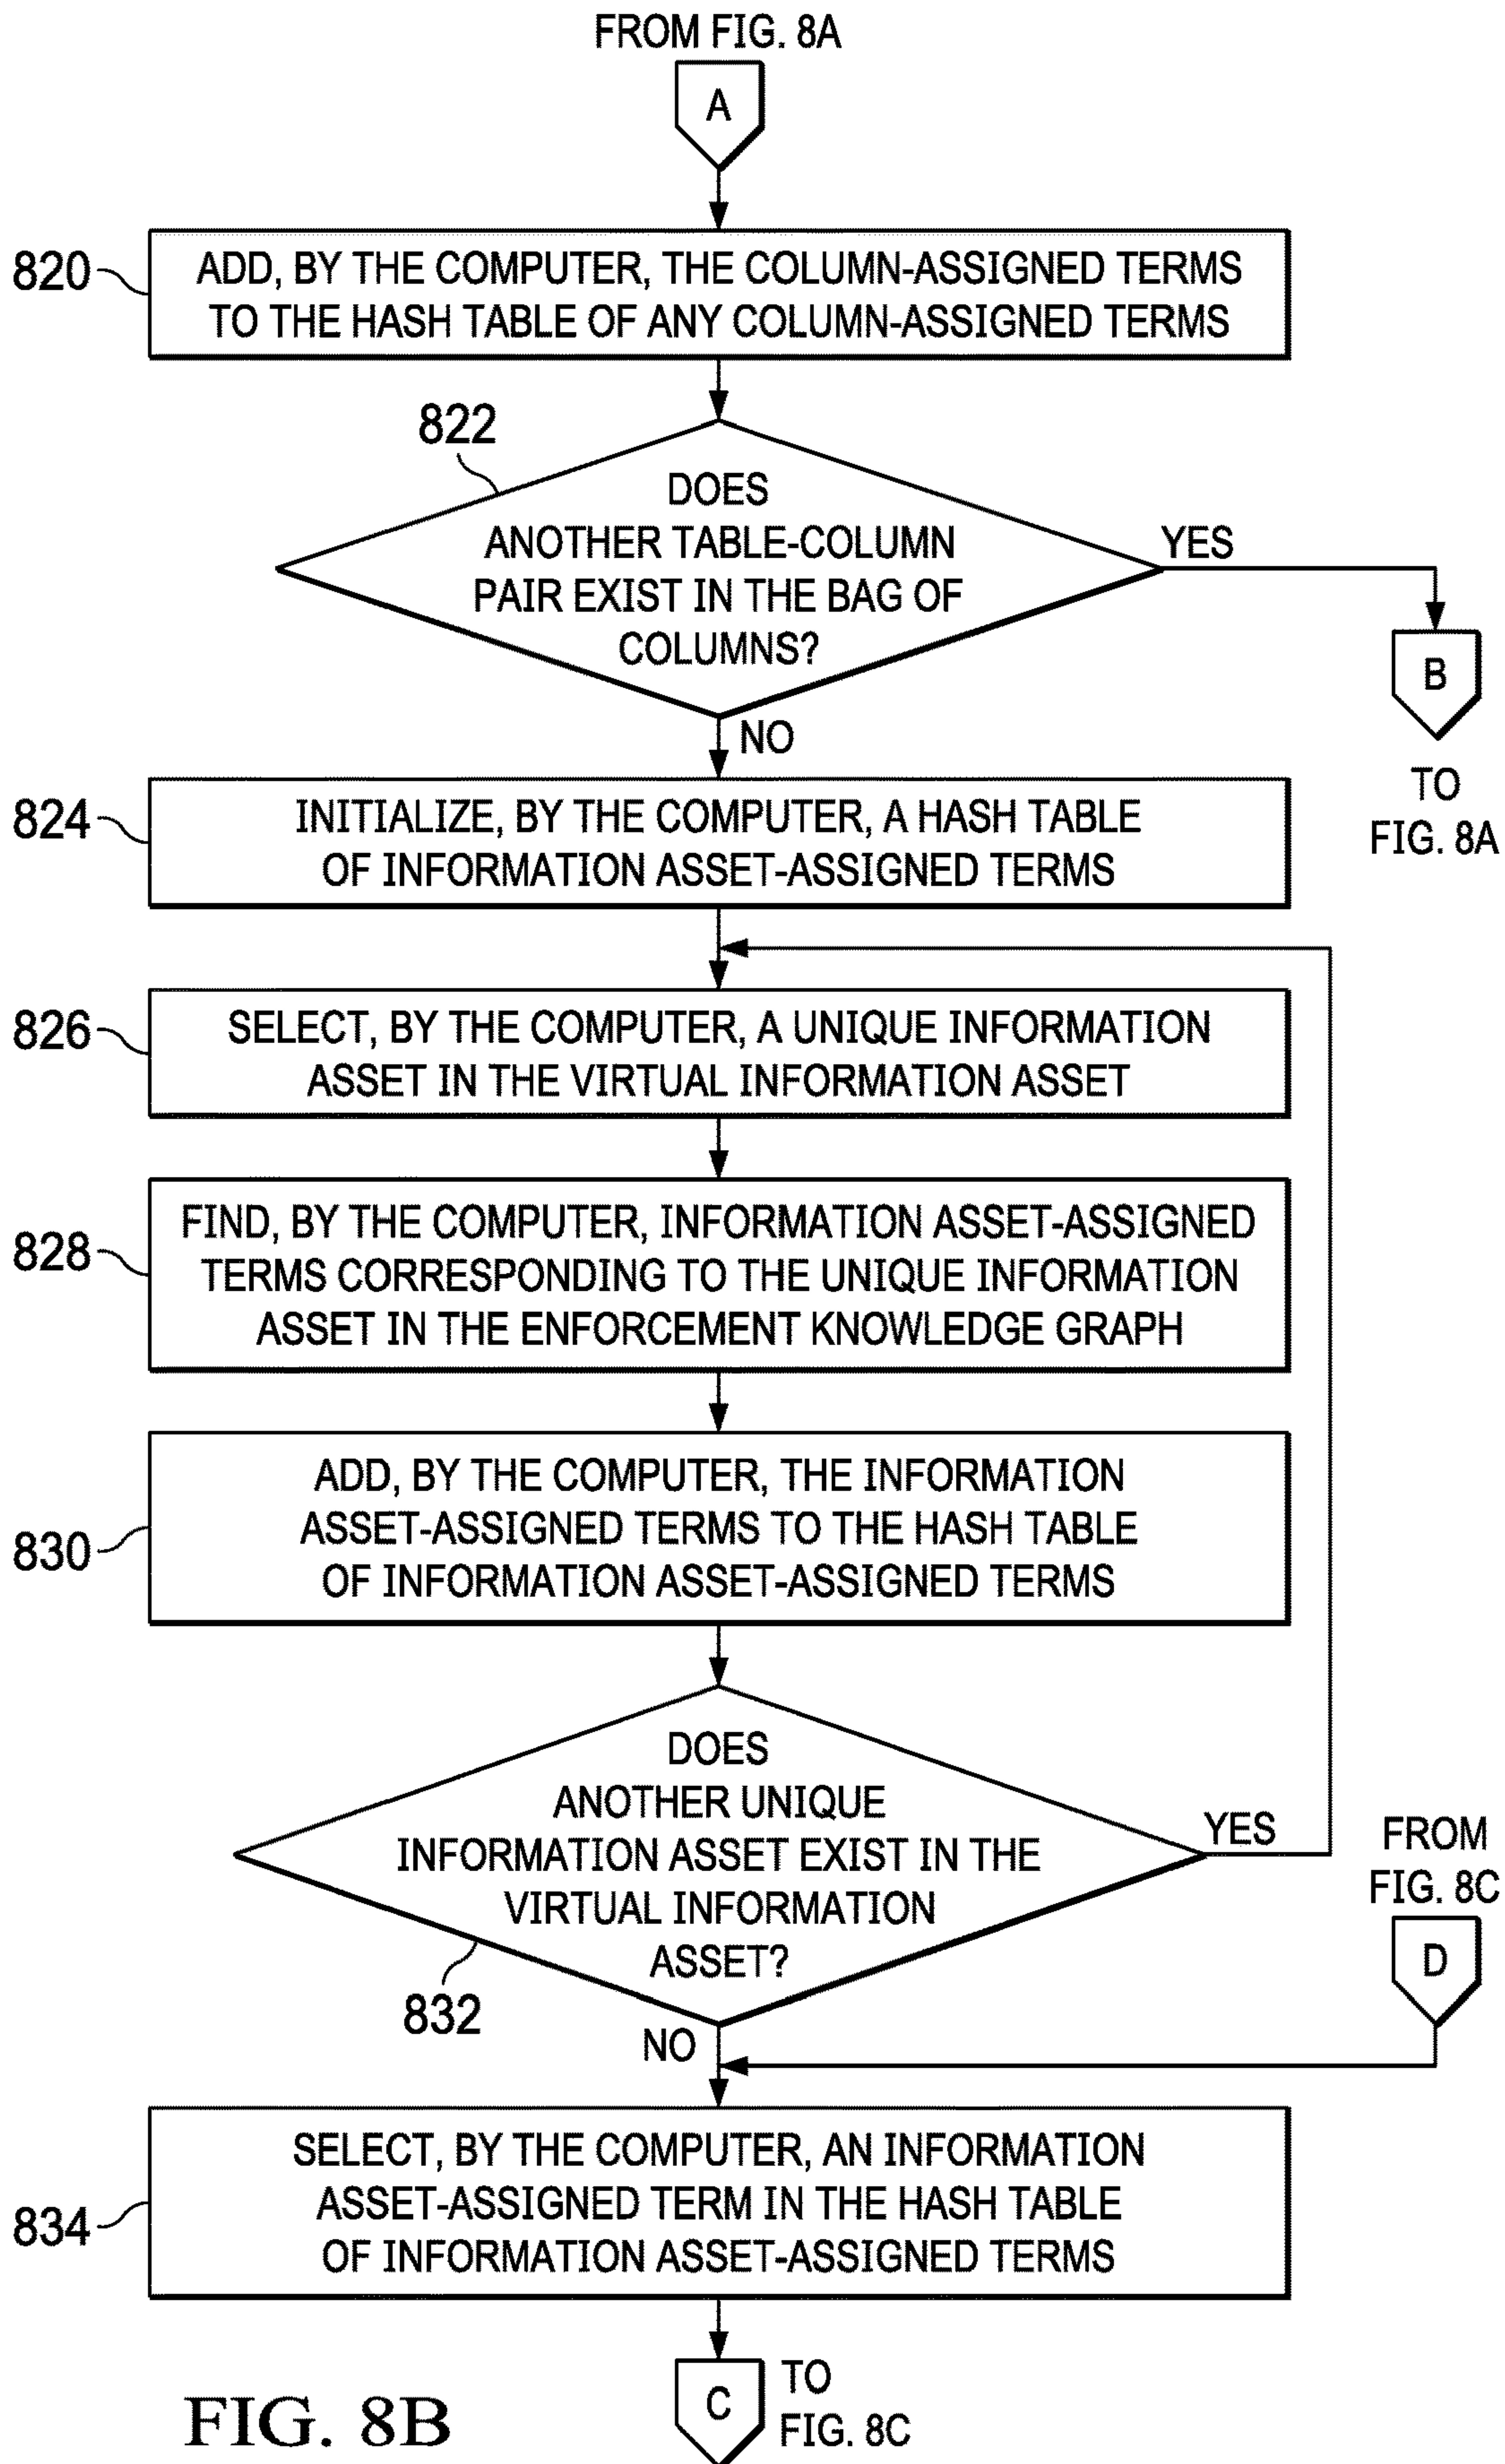 FROM FIG. 8A
A
820
ADD, BY THE COMPUTER, THE COLUMN-ASSIGNED TERMS
TO THE HASH TABLE OF ANY COLUMN-ASSIGNED TERMS
822
DOES
ANOTHER TABLE-COLUMN
PAIR EXIST IN THE BAG OF
COLUMNS?
YES
B
TO
FIG. 8A
NO
824
INITIALIZE, BY THE COMPUTER, A HASH TABLE
OF INFORMATION ASSET-ASSIGNED TERMS
826
SELECT, BY THE COMPUTER, A UNIQUE INFORMATION
ASSET IN THE VIRTUAL INFORMATION ASSET
828
FIND, BY THE COMPUTER, INFORMATION ASSET-ASSIGNED
TERMS CORRESPONDING TO THE UNIQUE INFORMATION
ASSET IN THE ENFORCEMENT KNOWLEDGE GRAPH
830
ADD, BY THE COMPUTER, THE INFORMATION
ASSET-ASSIGNED TERMS TO THE HASH TABLE
OF INFORMATION ASSET-ASSIGNED TERMS
DOES
ANOTHER UNIQUE
INFORMATION ASSET EXIST IN THE
VIRTUAL INFORMATION
ASSET?
832
YES
FROM
FIG. 8C
D
NO
834
SELECT, BY THE COMPUTER, AN INFORMATION
ASSET-ASSIGNED TERM IN THE HASH TABLE
OF INFORMATION ASSET-ASSIGNED TERMS
C
TO
FIG. 8C
FIG. 8B